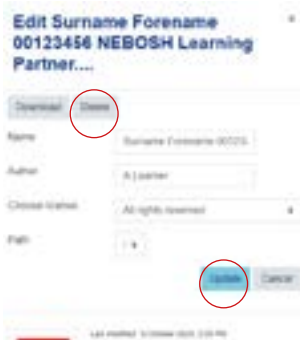 Edit Surname Forename
00123456 NEBOSH Learning
Partner....
Download Delete
Name Surname Forename 00123
Author A Learner
Choose license All rights reserved
Path
Update Cancel
Last modified